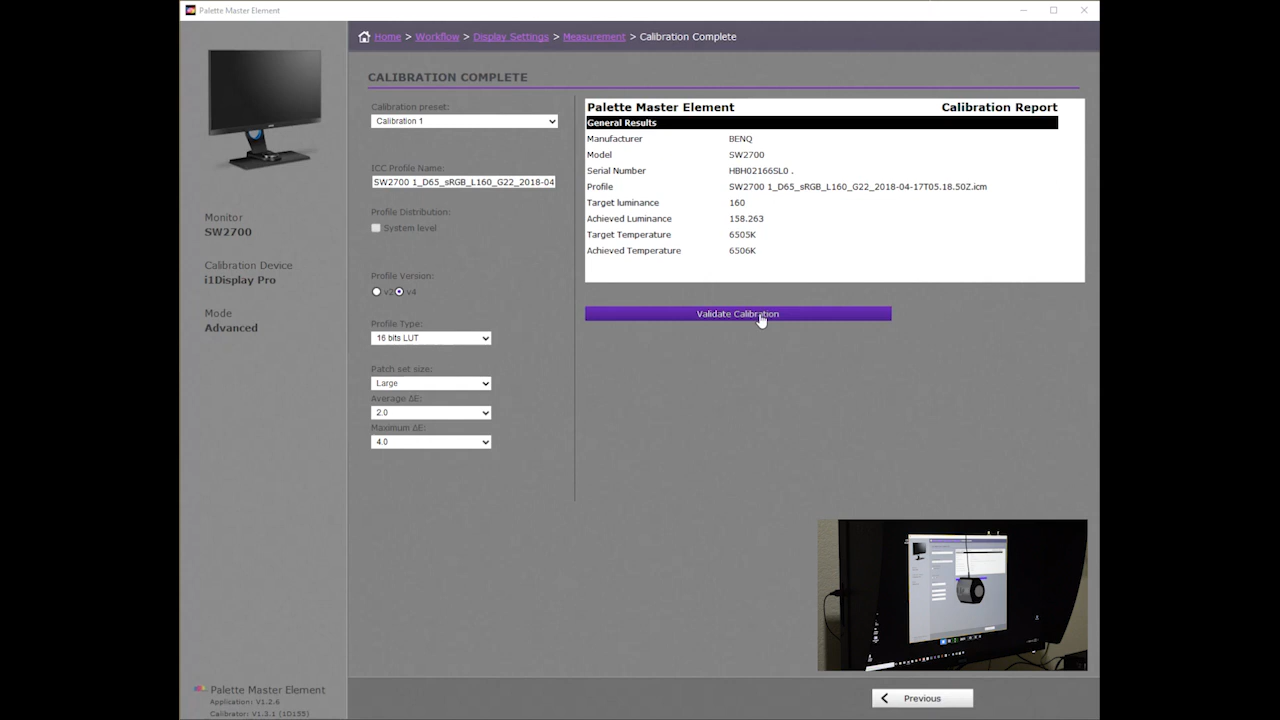 Palette Master Element
Home > Workflow > Display Settings > Measurement > Calibration Complete
Monitor
SW2700
Calibration Device
i1Display Pro
Mode
Advanced
CALIBRATION COMPLETE
Calibration preset:
Calibration 1
ICC Profile Name:
SW2700 1_D65_sRGB_L160_G22_2018-04
Profile Distribution:
System level
Profile Version:
v2 v4
Profile Type:
16 bits LUT
Patch set size:
Large
Average ΔE:
2.0
Maximum ΔE:
4.0
Palette Master Element Calibration Report
General Results
Manufacturer BENQ
Model SW2700
Serial Number HBH02166SL0 .
Profile SW2700 1_D65_sRGB_L160_G22_2018-04-17T05.18.50Z.icm
Target luminance 160
Achieved Luminance 158.263
Target Temperature 6505K
Achieved Temperature 6506K
Validate Calibration
Palette Master Element
Application: V1.2.6
Calibrator: V1.3.1 (1D155)
Previous